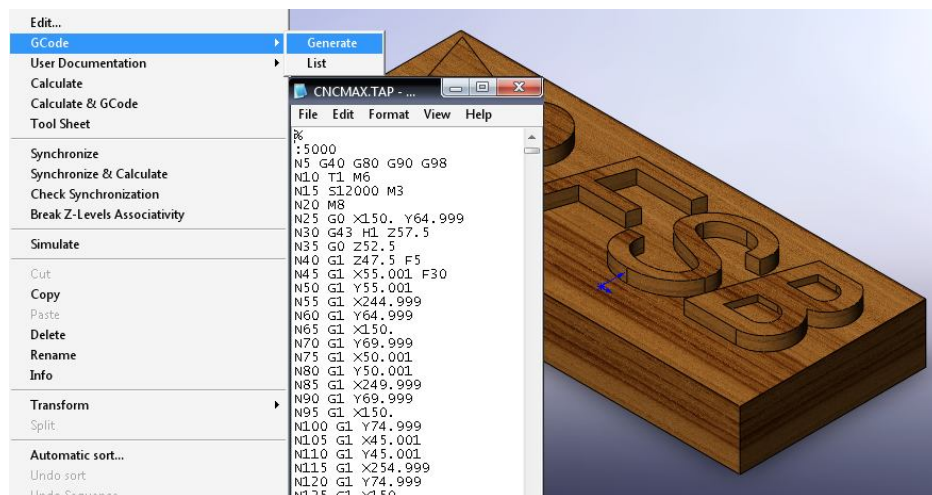 Edit...
GCode
User Documentation
Calculate
Calculate & GCode
Tool Sheet
Synchronize
Synchronize & Calculate
Check Synchronization
Break Z-Levels Associativity
Simulate
Cut
Copy
Paste
Delete
Rename
Info
Transform
Split
Automatic sort...
Undo sort
Undo Sequence
Generate
List
CNCMAX.TAP - ...
File Edit Format View Help
%
:5000
N5 G40 G80 G90 G98
N10 T1 M6
N15 S12000 M3
N20 M8
N25 G0 X150. Y64.999
N30 G43 H1 Z57.5
N35 G0 Z52.5
N40 G1 Z47.5 F5
N45 G1 X55.001 F30
N50 G1 Y55.001
N55 G1 X244.999
N60 G1 Y64.999
N65 G1 X150.
N70 G1 Y69.999
N75 G1 X50.001
N80 G1 Y50.001
N85 G1 X249.999
N90 G1 Y69.999
N95 G1 X150.
N100 G1 Y74.999
N105 G1 X45.001
N110 G1 Y45.001
N115 G1 X254.999
N120 G1 Y74.999
N125 G1 X150.
S
B